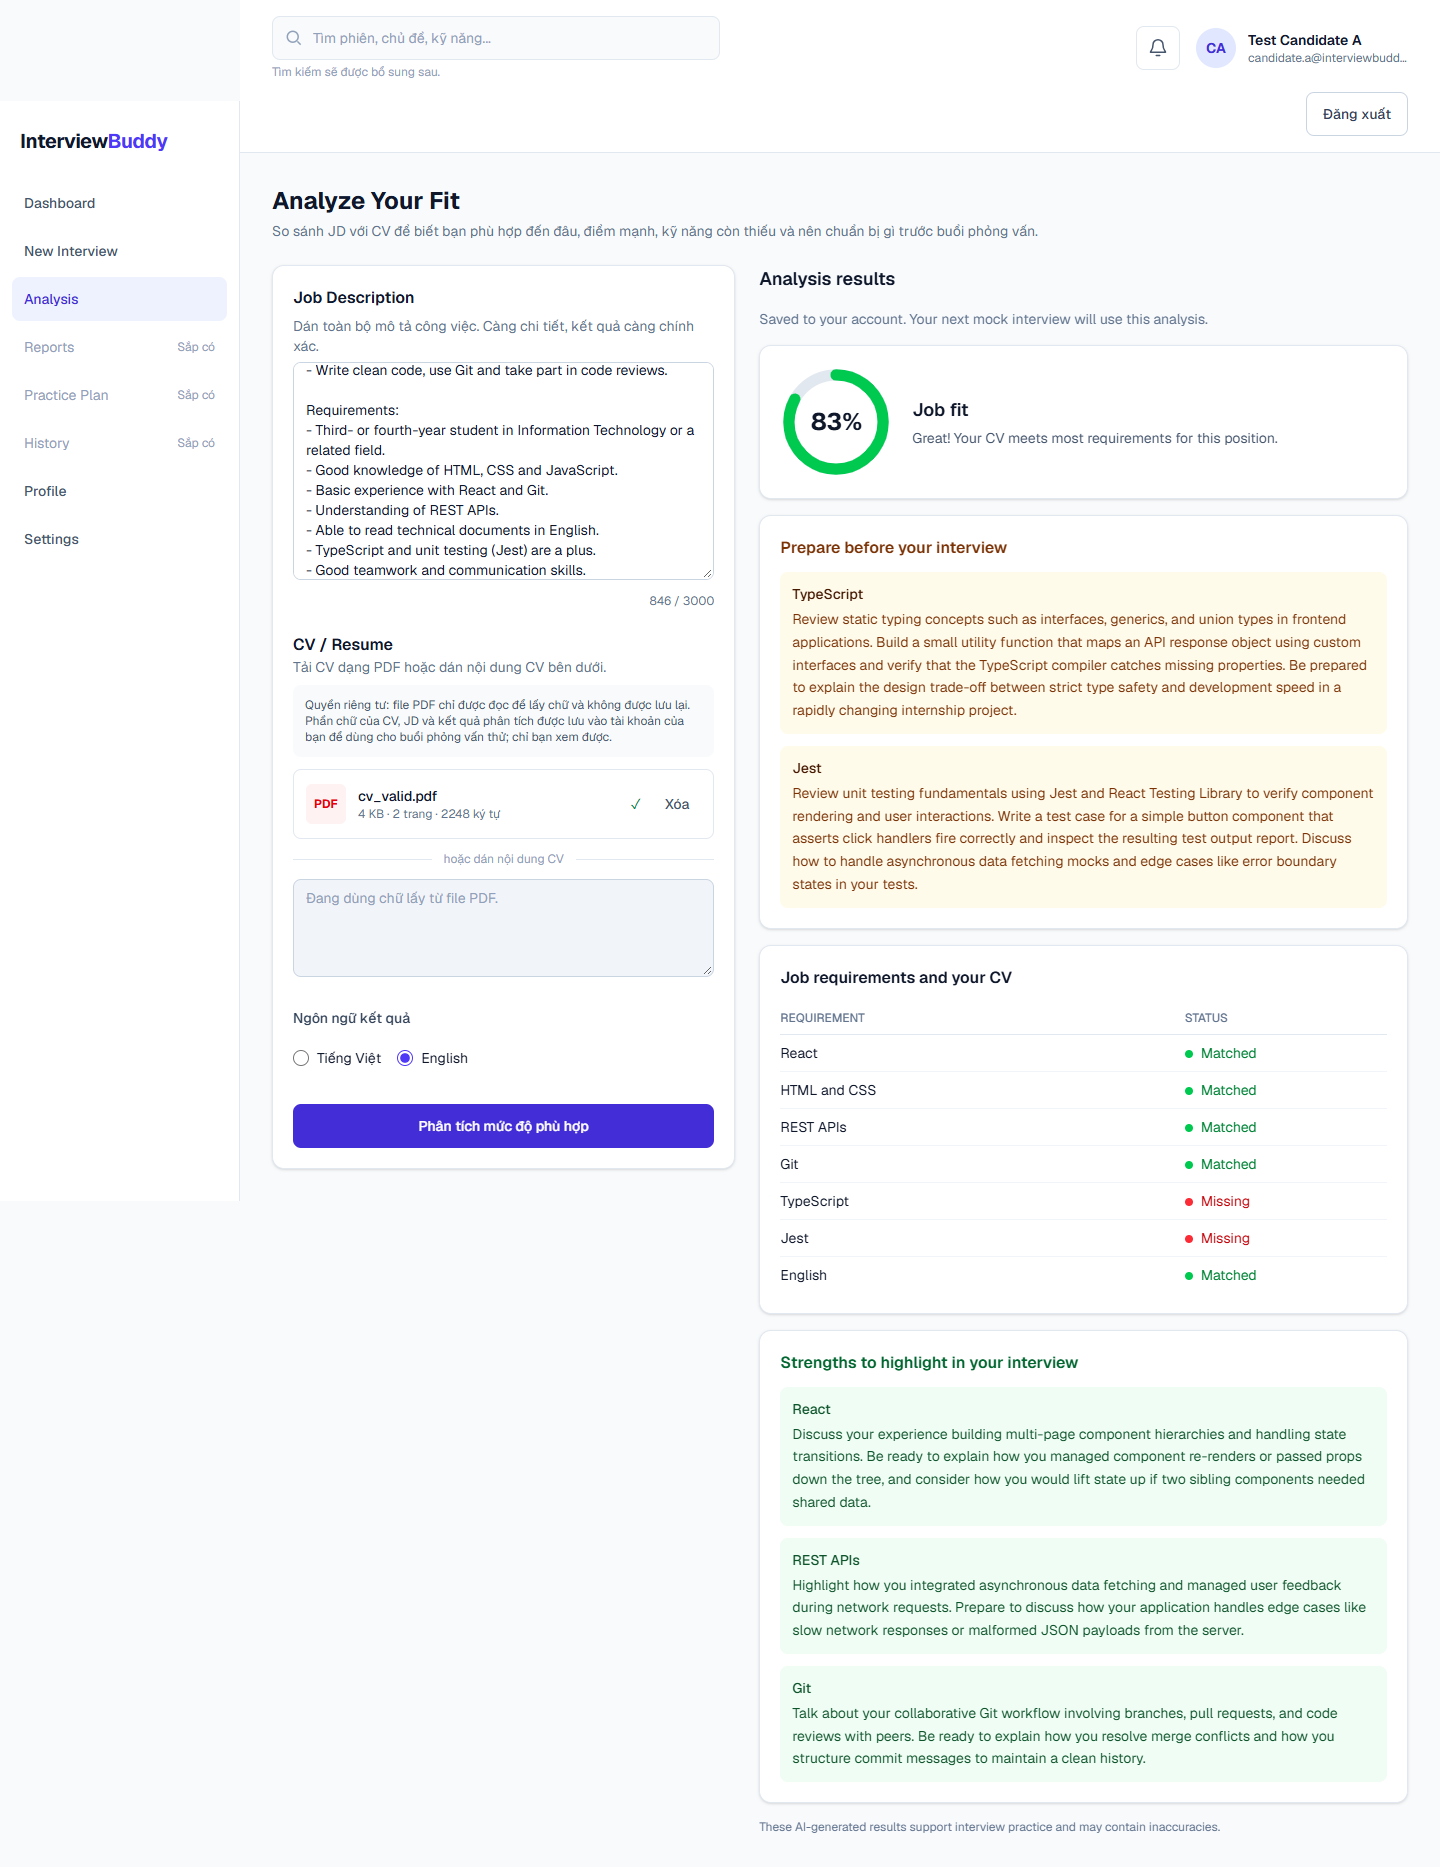 Tìm phiên, chủ đề, kỹ năng...
Tìm kiếm sẽ được bổ sung sau.
CA
Test Candidate A
candidate.a@interviewbudd...
Đăng xuất
InterviewBuddy
Dashboard
New Interview
Analysis
Reports Sắp có
Practice Plan Sắp có
History Sắp có
Profile
Settings
Analyze Your Fit
So sánh JD với CV để biết bạn phù hợp đến đâu, điểm mạnh, kỹ năng còn thiếu và nên chuẩn bị gì trước buổi phỏng vấn.
Job Description
Dán toàn bộ mô tả công việc. Càng chi tiết, kết quả càng chính
xác.
- Write clean code, use Git and take part in code reviews.
Requirements:
- Third- or fourth-year student in Information Technology or a
related field.
- Good knowledge of HTML, CSS and JavaScript.
- Basic experience with React and Git.
- Understanding of REST APIs.
- Able to read technical documents in English.
- TypeScript and unit testing (Jest) are a plus.
- Good teamwork and communication skills.
846 / 3000
CV / Resume
Tải CV dạng PDF hoặc dán nội dung CV bên dưới.
Quyền riêng tư: file PDF chỉ được đọc để lấy chữ và không được lưu lại.
Phần chữ của CV, JD và kết quả phân tích được lưu vào tài khoản của
bạn để dùng cho buổi phỏng vấn thử; chỉ bạn xem được.
PDF
cv_valid.pdf
4 KB · 2 trang · 2248 ký tự
✓ Xóa
hoặc dán nội dung CV
Đang dùng chữ lấy từ file PDF.
Ngôn ngữ kết quả
Tiếng Việt English
Phân tích mức độ phù hợp
Analysis results
Saved to your account. Your next mock interview will use this analysis.
83%
Job fit
Great! Your CV meets most requirements for this position.
Prepare before your interview
TypeScript
Review static typing concepts such as interfaces, generics, and union types in frontend
applications. Build a small utility function that maps an API response object using custom
interfaces and verify that the TypeScript compiler catches missing properties. Be prepared
to explain the design trade-off between strict type safety and development speed in a
rapidly changing internship project.
Jest
Review unit testing fundamentals using Jest and React Testing Library to verify component
rendering and user interactions. Write a test case for a simple button component that
asserts click handlers fire correctly and inspect the resulting test output report. Discuss
how to handle asynchronous data fetching mocks and edge cases like error boundary
states in your tests.
Job requirements and your CV
REQUIREMENT STATUS
React Matched
HTML and CSS Matched
REST APIs Matched
Git Matched
TypeScript Missing
Jest Missing
English Matched
Strengths to highlight in your interview
React
Discuss your experience building multi-page component hierarchies and handling state
transitions. Be ready to explain how you managed component re-renders or passed props
down the tree, and consider how you would lift state up if two sibling components needed
shared data.
REST APIs
Highlight how you integrated asynchronous data fetching and managed user feedback
during network requests. Prepare to discuss how your application handles edge cases like
slow network responses or malformed JSON payloads from the server.
Git
Talk about your collaborative Git workflow involving branches, pull requests, and code
reviews with peers. Be ready to explain how you resolve merge conflicts and how you
structure commit messages to maintain a clean history.
These AI-generated results support interview practice and may contain inaccuracies.